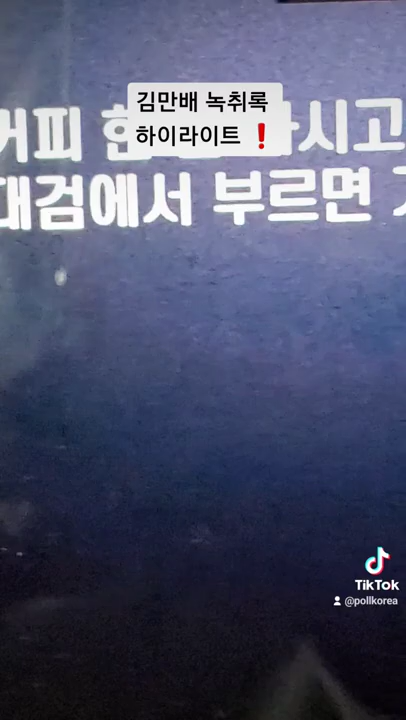 김만배 녹취록
하이라이트❗
커피 시고
대검에서 부르면
TikTok
@pollkorea